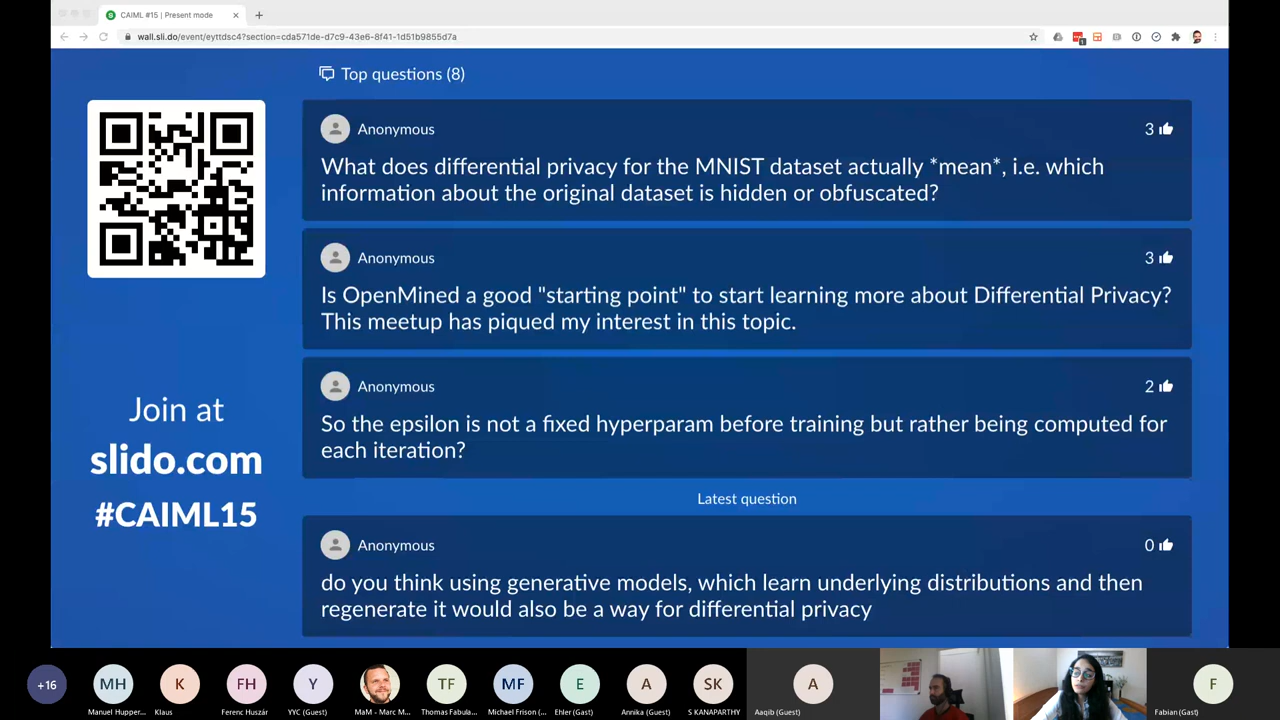 CAIML #15 | Present mode
wall.sli.do/event/eyttdsc4?section=cda571de-d7c9-43e6-8f41-1d51b9855d7a
Top questions (8)
Anonymous
3
What does differential privacy for the MNIST dataset actually *mean*, i.e. which
information about the original dataset is hidden or obfuscated?
Anonymous
3
Is OpenMined a good "starting point" to start learning more about Differential Privacy?
This meetup has piqued my interest in this topic.
Anonymous
2
So the epsilon is not a fixed hyperparam before training but rather being computed for
each iteration?
Latest question
Anonymous
0
do you think using generative models, which learn underlying distributions and then
regenerate it would also be a way for differential privacy
Join at
slido.com
#CAIML15
+16
MH
K
FH
Y
TF
MF
E
A
SK
A
F
Manuel Hupper...
Klaus
Ferenc Huszár
YYC (Guest)
MaM - Marc M...
Thomas Fabula...
Michael Frison (...
Ehler (Gast)
Annika (Guest)
S KANAPARTHY
Aaqib (Guest)
Fabian (Gast)